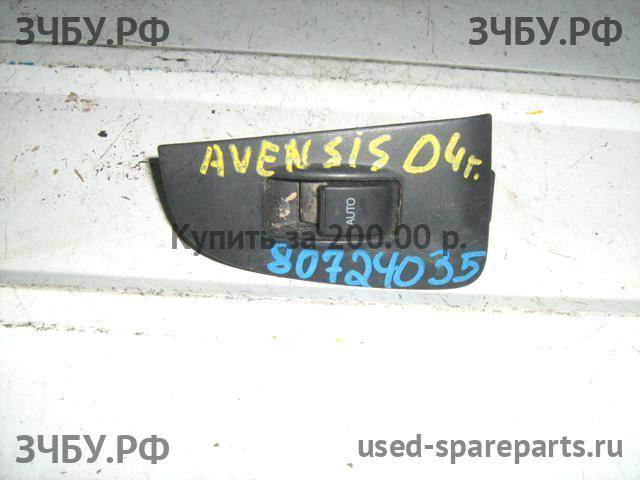 ЗЧБУ.РФ ЗЧБУ.РФ
AVENSIS 04г.
AUTO
Купить за 200.00 р.
80724035
ЗЧБУ.РФ used-spareparts.ru